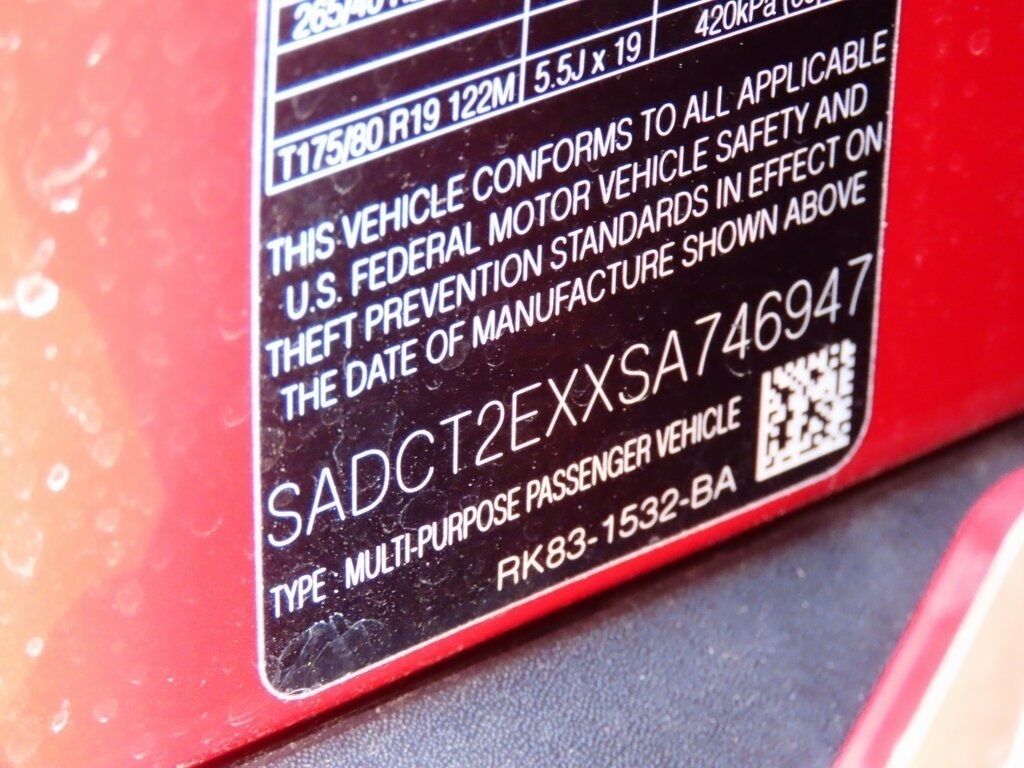 265/40
T175/80 R19 122M 5.5J x 19 420kPa
THIS VEHICLE CONFORMS TO ALL APPLICABLE
U.S. FEDERAL MOTOR VEHICLE SAFETY AND
THEFT PREVENTION STANDARDS IN EFFECT ON
THE DATE OF MANUFACTURE SHOWN ABOVE
SADCT2EXXSA746947
TYPE : MULTI-PURPOSE PASSENGER VEHICLE
RK83-1532-BA